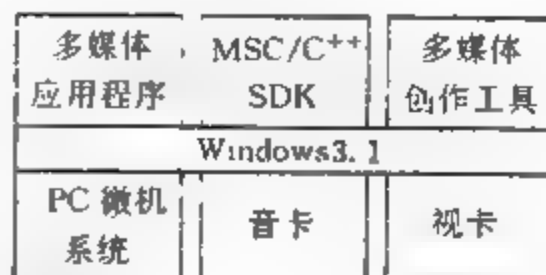 多媒体
应用程序
MSC/C++
SDK
多媒体
创作工具
Windows3.1
PC 微机
系统
音卡
视卡